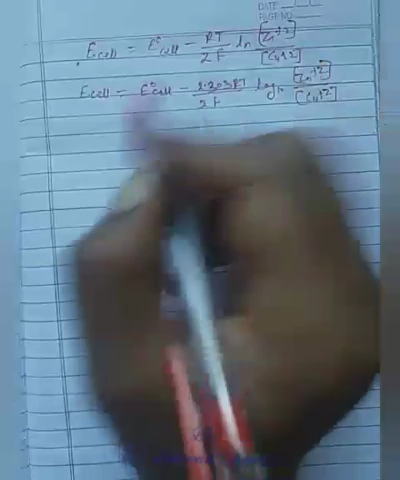 DATE
PAGE NO
Ecell = E°cell - RT/2F ln [Zn+2]/[Cu+2]
Ecell = E°cell - 2.303RT/2F log10 [Zn+2]/[Cu+2]